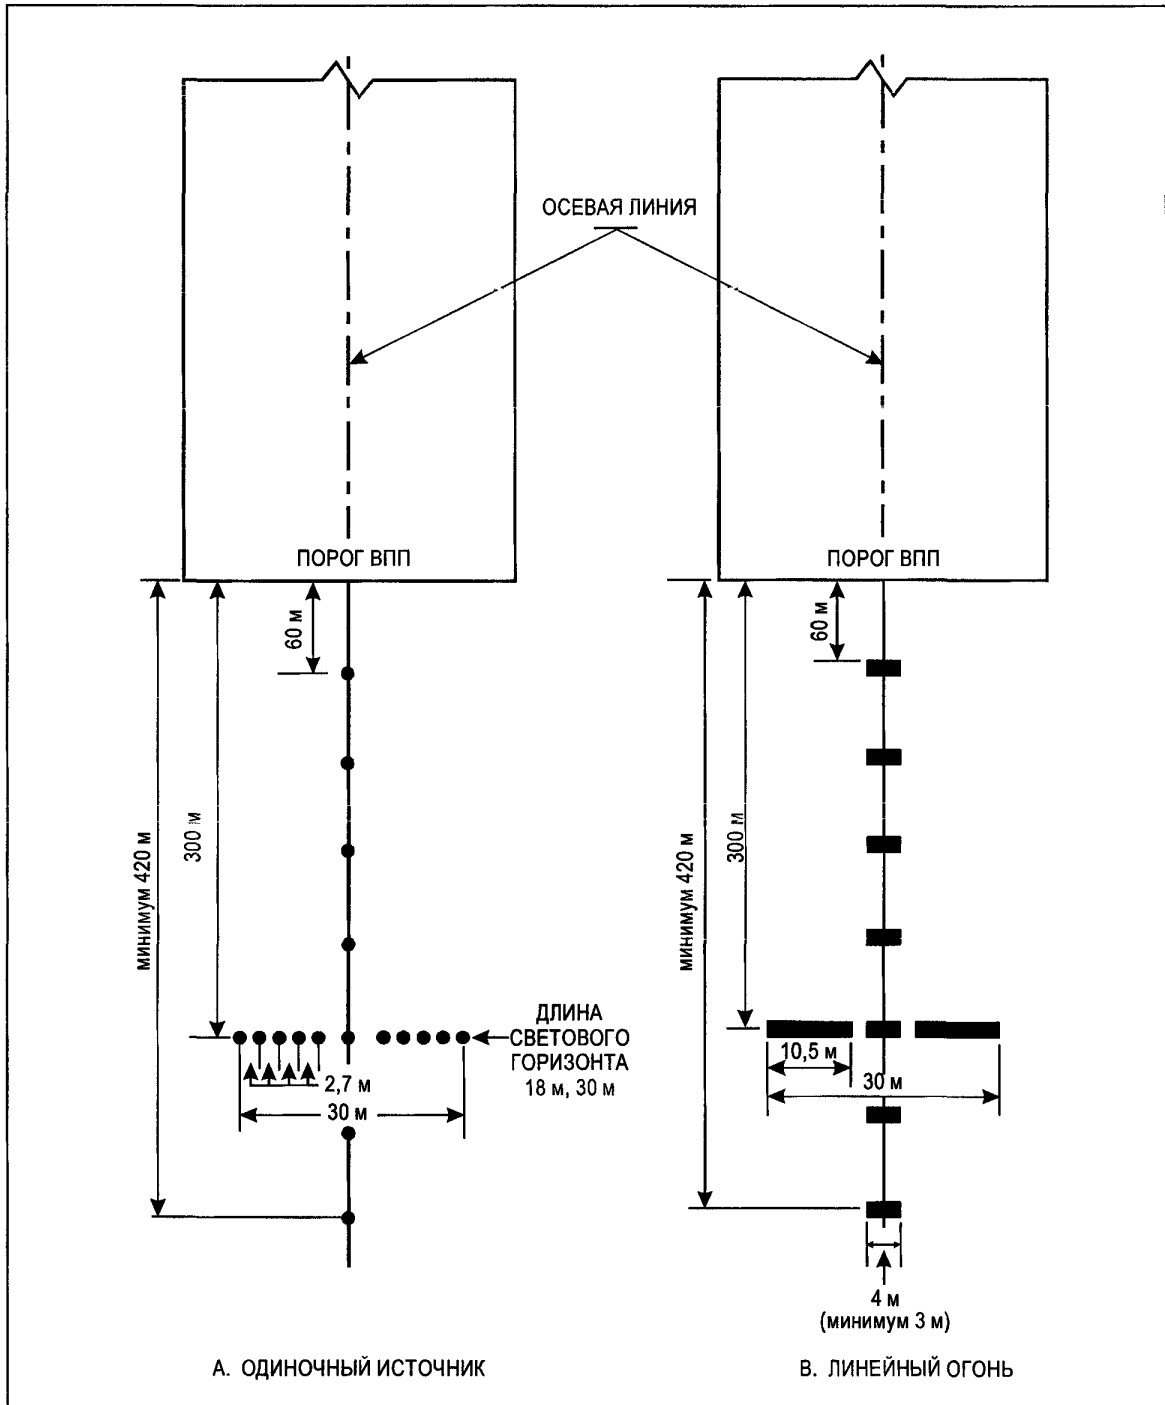 ОСЕВАЯ ЛИНИЯ
ПОРОГ ВПП
60 м
300 м
минимум 420 м
ДЛИНА
СВЕТОВОГО
ГОРИЗОНТА
18 м, 30 м
2,7 м
30 м
А. ОДИНОЧНЫЙ ИСТОЧНИК
ПОРОГ ВПП
60 м
300 м
минимум 420 м
10,5 м
30 м
4 м
(минимум 3 м)
В. ЛИНЕЙНЫЙ ОГОНЬ